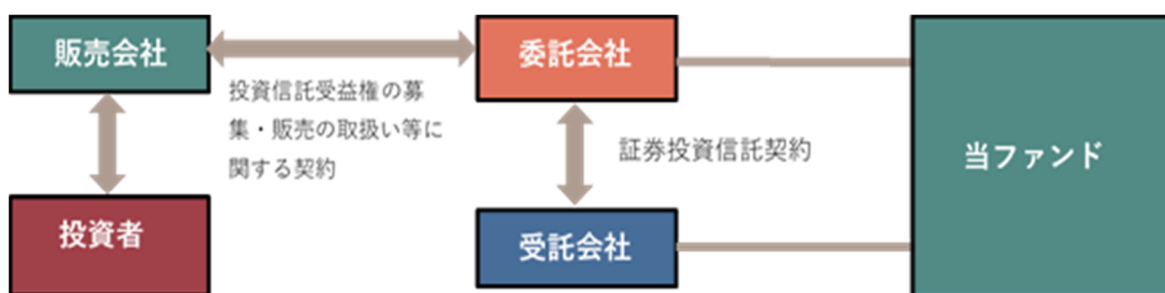 販売会社
委託会社
投資信託受益権の募
集・販売の取扱い等に
関する契約
証券投資信託契約
当ファンド
投資者
受託会社